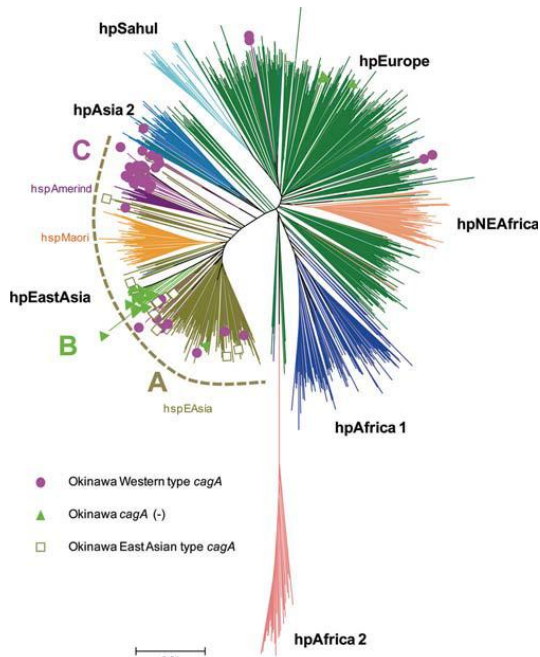 hpSahul
hpEurope
hpAsia 2
C
hspAmerind
hpNEAfrica
hspMaori
hpEastAsia
B
A
hspEAsia
hpAfrica 1
Okinawa Western type cagA
Okinawa cagA (-)
Okinawa East Asian type cagA
hpAfrica 2